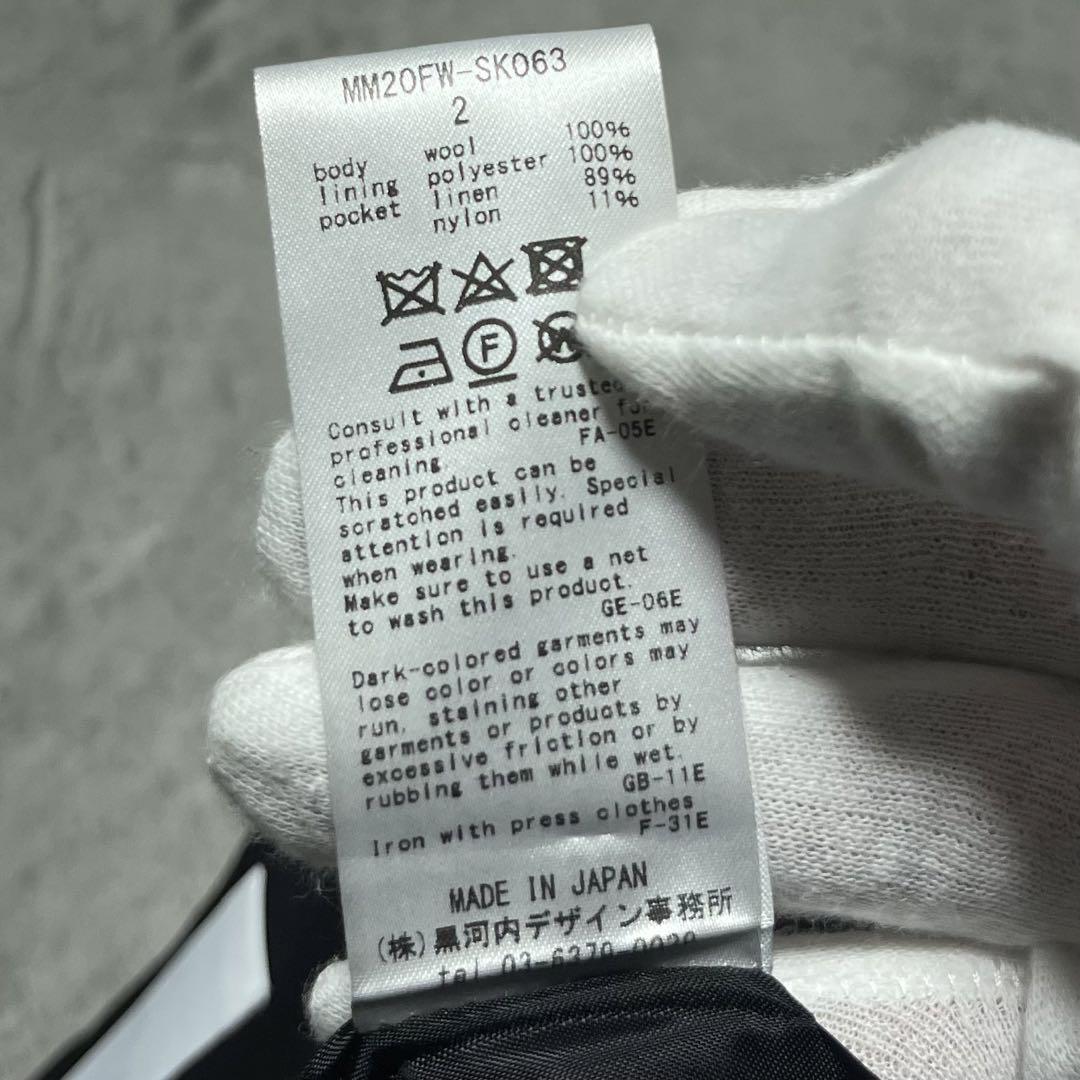 MM20FW-SK063
2
body wool 100%
lining polyester 100%
pocket linen 89%
nylon 11%
F
W
Consult with a trusted
professional cleaner for
cleaning. FA-05E
This product can be
scratched easily. Special
attention is required
when wearing.
Make sure to use a net
to wash this product.
GE-06E
Dark-colored garments may
lose color or colors may
run, staining other
garments or products by
excessive friction or by
rubbing them while wet.
GB-11E
Iron with press clothes
F-31E
MADE IN JAPAN
(株)黒河内デザイン事務所
tel 03-6370-0020